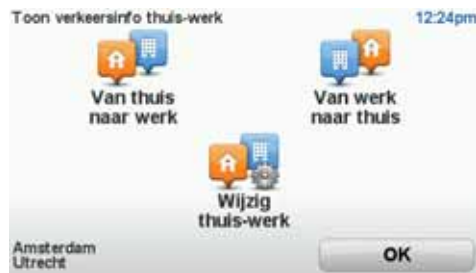 Toon verkeersinfo thuis-werk
12:24pm
Van thuis
naar werk
Van werk
naar thuis
Wijzig
thuis-werk
Amsterdam
Utrecht
OK